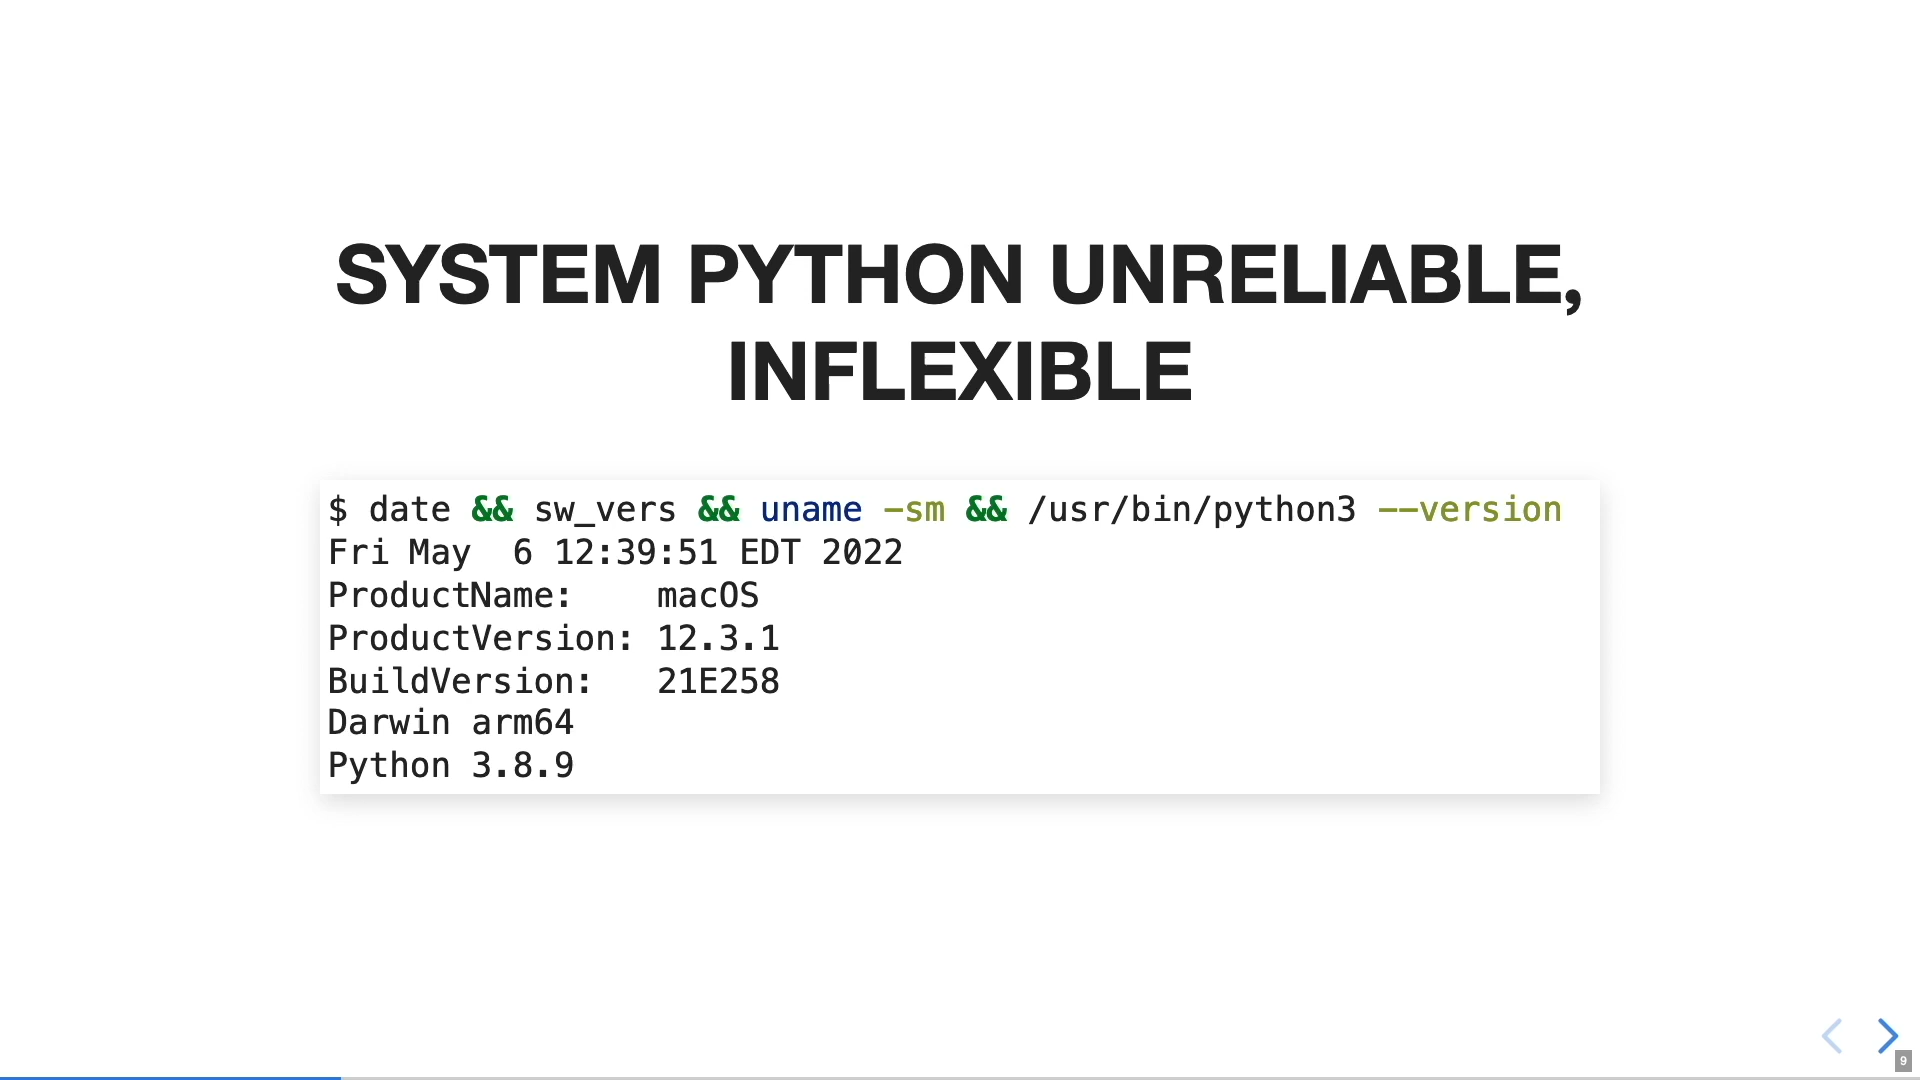 SYSTEM PYTHON UNRELIABLE,
INFLEXIBLE
$ date && sw_vers && uname -sm && /usr/bin/python3 --version
Fri May  6 12:39:51 EDT 2022
ProductName:    macOS
ProductVersion: 12.3.1
BuildVersion:   21E258
Darwin arm64
Python 3.8.9
9